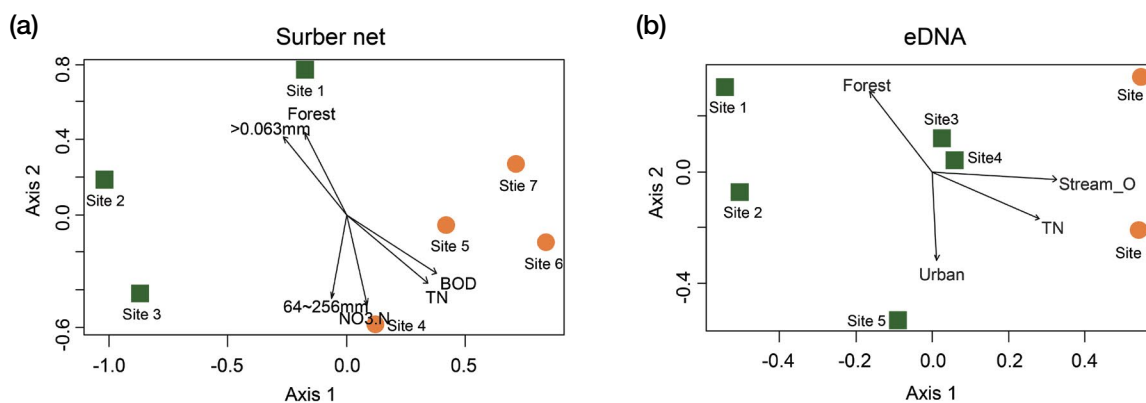 (a)
Surber net
0.8
0.4
0.0
-0.6
Axis 2
Site 1
Forest
>0.063mm
Site 2
Stie 7
Site 5
Site 6
Site 3
BOD
TN
64~256mm
NO3.N
Site 4
-1.0
-0.5
0.0
0.5
Axis 1
(b)
eDNA
0.0
-0.4
Axis 2
Forest
Site 1
Site
Site3
Site4
Stream_O
Site 2
TN
Site
Urban
Site 5
-0.4
-0.2
0.0
0.2
0.4
Axis 1